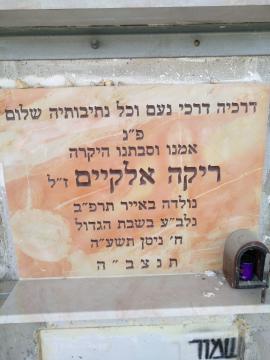 דרכיה דרכי נעם וכל נתיבותיה שלום
פ״נ
אמנו וסבתנו היקרה
ריקה אלקיים ז״ל
נולדה באייר תרפ״ב
נלב״ע בשבת הגדול
ח׳ ניסן תשע״ה
תנצב״ה
שמור